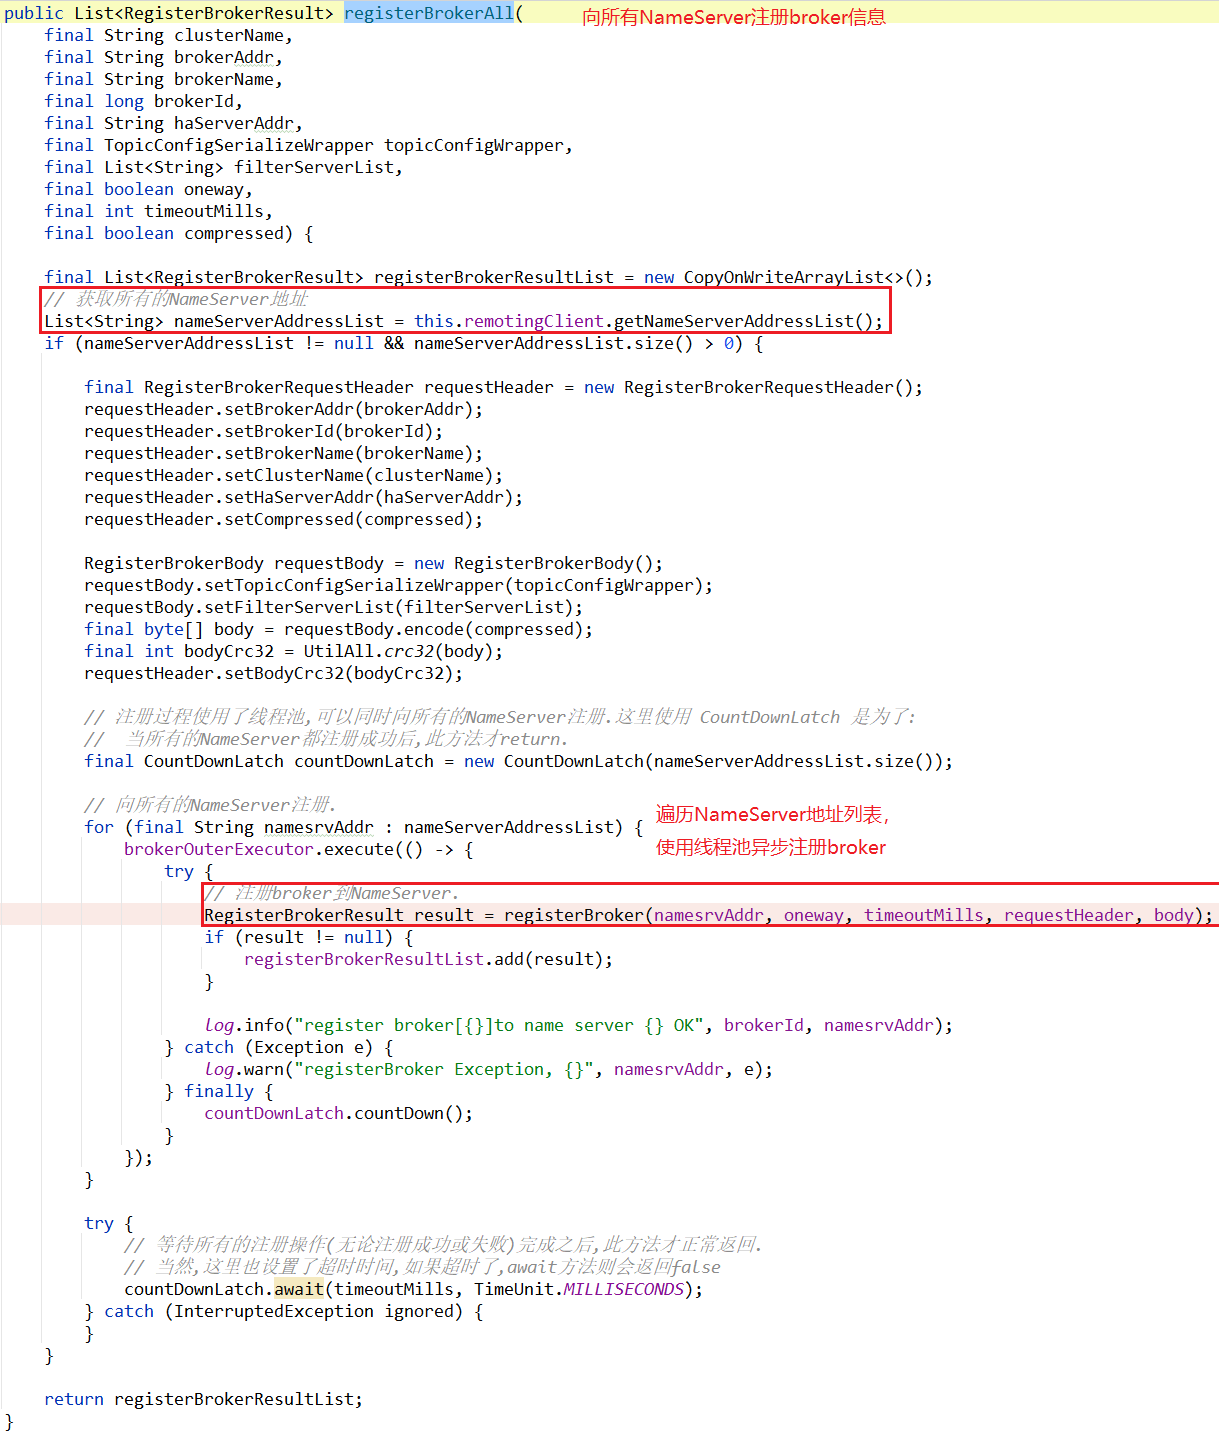 public List<RegisterBrokerResult> registerBrokerAll( 向所有NameServer注册broker信息
    final String clusterName,
    final String brokerAddr,
    final String brokerName,
    final long brokerId,
    final String haServerAddr,
    final TopicConfigSerializeWrapper topicConfigWrapper,
    final List<String> filterServerList,
    final boolean oneway,
    final int timeoutMills,
    final boolean compressed) {
    final List<RegisterBrokerResult> registerBrokerResultList = new CopyOnWriteArrayList<>();
    // 获取所有的NameServer地址
    List<String> nameServerAddressList = this.remotingClient.getNameServerAddressList();
    if (nameServerAddressList != null && nameServerAddressList.size() > 0) {
        final RegisterBrokerRequestHeader requestHeader = new RegisterBrokerRequestHeader();
        requestHeader.setBrokerAddr(brokerAddr);
        requestHeader.setBrokerId(brokerId);
        requestHeader.setBrokerName(brokerName);
        requestHeader.setClusterName(clusterName);
        requestHeader.setHaServerAddr(haServerAddr);
        requestHeader.setCompressed(compressed);
        RegisterBrokerBody requestBody = new RegisterBrokerBody();
        requestBody.setTopicConfigSerializeWrapper(topicConfigWrapper);
        requestBody.setFilterServerList(filterServerList);
        final byte[] body = requestBody.encode(compressed);
        final int bodyCrc32 = UtilAll.crc32(body);
        requestHeader.setBodyCrc32(bodyCrc32);
        // 注册过程使用了线程池,可以同时向所有的NameServer注册.这里使用 CountDownLatch 是为了:
        //  当所有的NameServer都注册成功后,此方法才return.
        final CountDownLatch countDownLatch = new CountDownLatch(nameServerAddressList.size());
        // 向所有的NameServer注册.
        for (final String namesrvAddr : nameServerAddressList) { 遍历NameServer地址列表，
            brokerOuterExecutor.execute(() -> { 使用线程池异步注册broker
                try {
                    // 注册broker到NameServer.
                    RegisterBrokerResult result = registerBroker(namesrvAddr, oneway, timeoutMills, requestHeader, body);
                    if (result != null) {
                        registerBrokerResultList.add(result);
                    }
                    log.info("register broker[{}]to name server {} OK", brokerId, namesrvAddr);
                } catch (Exception e) {
                    log.warn("registerBroker Exception, {}", namesrvAddr, e);
                } finally {
                    countDownLatch.countDown();
                }
            });
        }
        try {
            // 等待所有的注册操作(无论注册成功或失败)完成之后,此方法才正常返回.
            // 当然,这里也设置了超时时间,如果超时了,await方法则会返回false
            countDownLatch.await(timeoutMills, TimeUnit.MILLISECONDS);
        } catch (InterruptedException ignored) {
        }
    }
    return registerBrokerResultList;
}